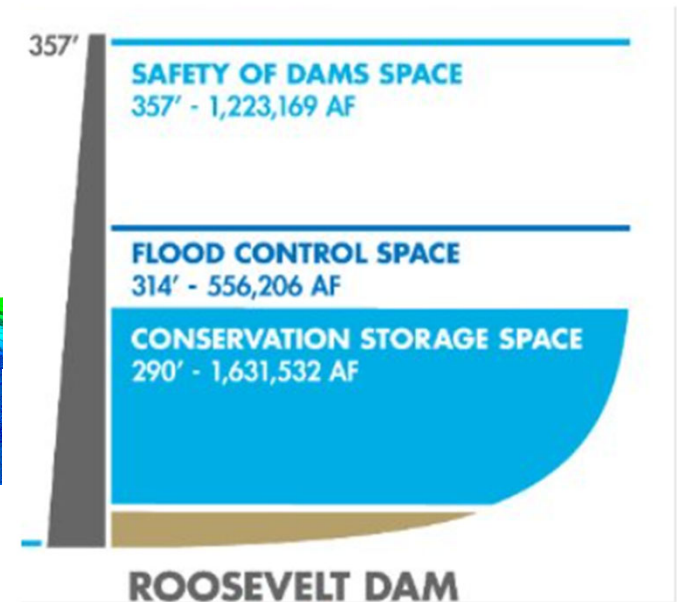 357'
SAFETY OF DAMS SPACE
357' - 1,223,169 AF
FLOOD CONTROL SPACE
314' - 556,206 AF
CONSERVATION STORAGE SPACE
290' - 1,631,532 AF
ROOSEVELT DAM